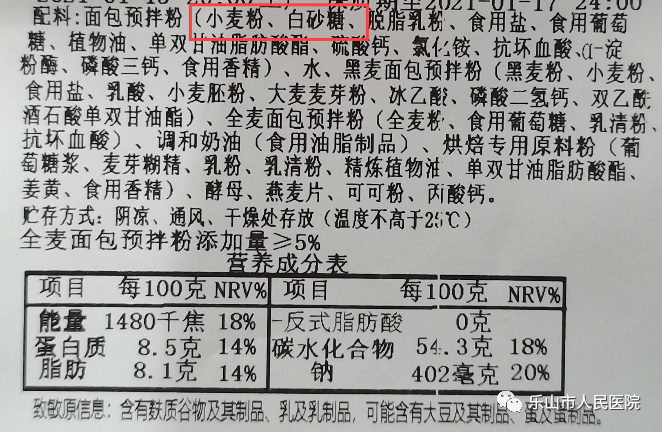 期至2021-01-17 24:00
配料:面包预拌粉（小麦粉、白砂糖、脱脂乳粉、食用盐、食用葡萄
糖、植物油、单双甘油脂肪酸酯、硫酸钙、氯化铵、抗坏血酸、α-淀
粉酶、磷酸三钙、食用香精）、水、黑麦面包预拌粉（黑麦粉、小麦粉、
食用盐、乳酸、小麦胚粉、大麦麦芽粉、冰乙酸、磷酸二氢钙、双乙酰
酒石酸单双甘油酯）、全麦面包预拌粉（全麦粉、食用葡萄糖、乳清粉、
抗坏血酸）、调和奶油（食用油脂制品）、烘焙专用原料粉（葡
萄糖浆、麦芽糊精、乳粉、乳清粉、精炼植物油、单双甘油脂肪酸酯、
姜黄、食用香精）、酵母、燕麦片、可可粉、丙酸钙。
贮存方式: 阴凉、通风、干燥处存放（温度不高于25℃）
全麦面包预拌粉添加量≥5%
营养成分表
项目 每100克 NRV% 项目 每100克 NRV%
能量 1480千焦 18% -反式脂肪酸 0克
蛋白质 8.5克 14% 碳水化合物 54.3克 18%
脂肪 8.1克 14% 钠 402毫克 20%
致敏原信息: 含有麸质谷物及其制品、乳及乳制品，可能含有大豆及其制品、蛋及蛋制品。
乐山市人民医院